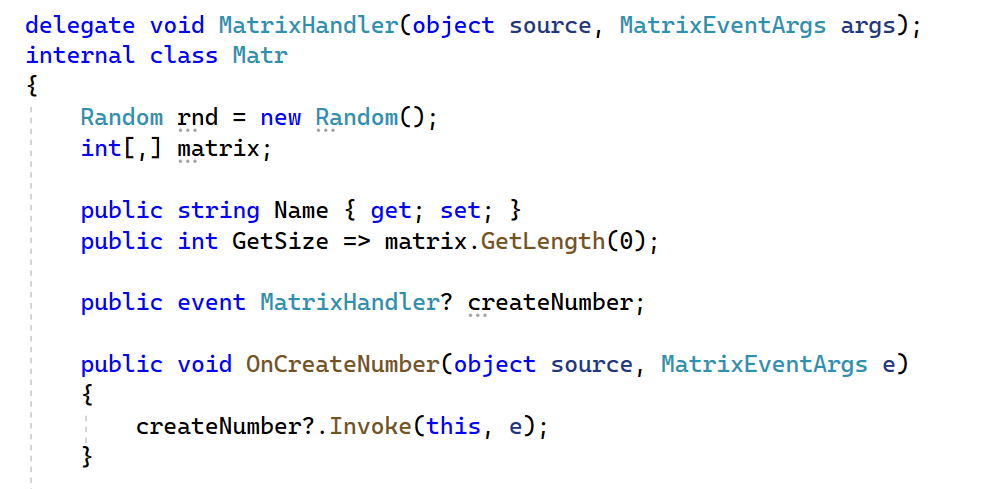 delegate void MatrixHandler(object source, MatrixEventArgs args);
internal class Matr
{
    Random rnd = new Random();
    int[,] matrix;

    public string Name { get; set; }
    public int GetSize => matrix.GetLength(0);

    public event MatrixHandler? createNumber;

    public void OnCreateNumber(object source, MatrixEventArgs e)
    {
        createNumber?.Invoke(this, e);
    }